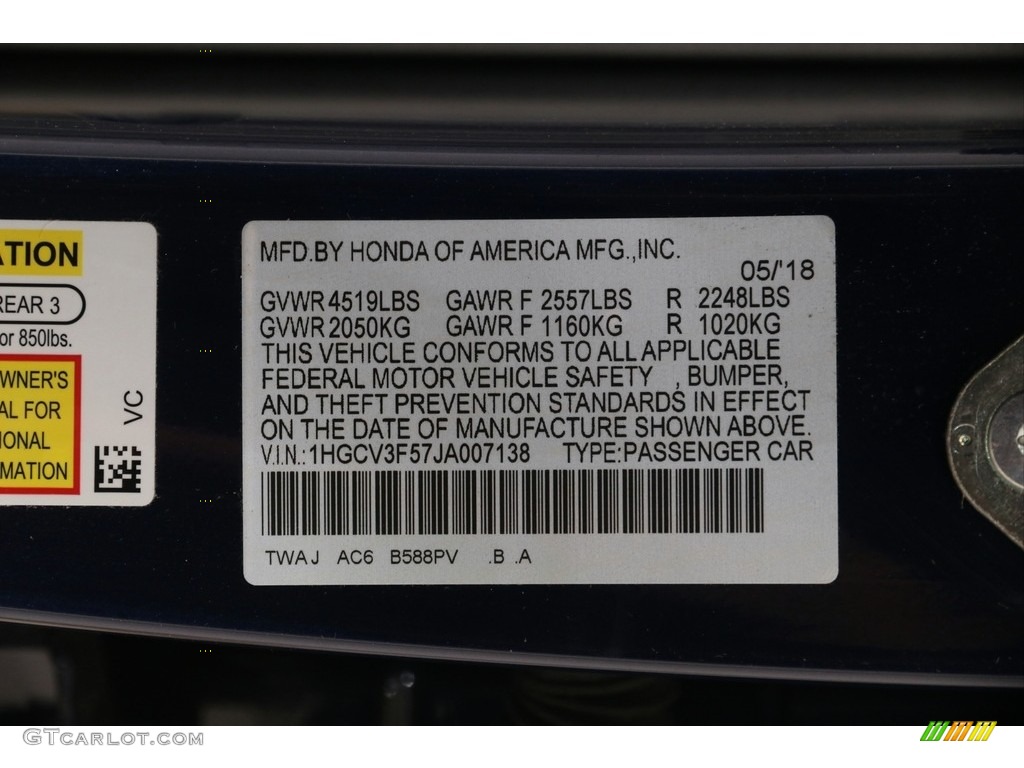 ATION
REAR 3
or 850lbs.
WNER'S
AL FOR
IONAL
MATION
VC
MFD.BY HONDA OF AMERICA MFG.,INC.
05/'18
GVWR 4519LBS GAWR F 2557LBS R 2248LBS
GVWR 2050KG GAWR F 1160KG R 1020KG
THIS VEHICLE CONFORMS TO ALL APPLICABLE
FEDERAL MOTOR VEHICLE SAFETY , BUMPER,
AND THEFT PREVENTION STANDARDS IN EFFECT
ON THE DATE OF MANUFACTURE SHOWN ABOVE.
V.I.N.:1HGCV3F57JA007138 TYPE:PASSENGER CAR
TWAJ AC6 B588PV .B .A
GTCARLOT.COM